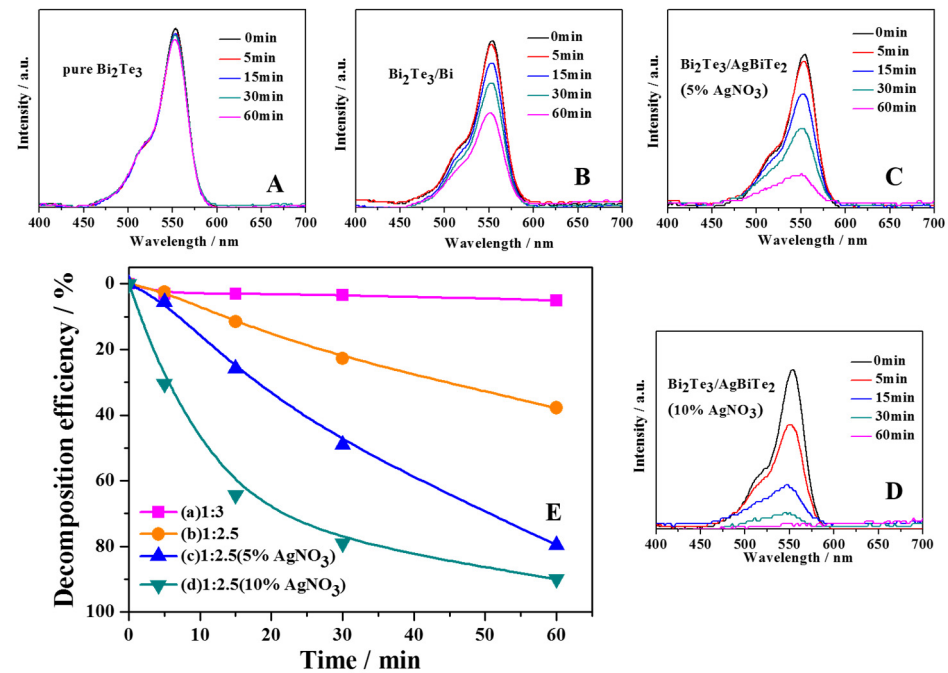 Intensity / a.u.
pure Bi₂Te₃
0min
5min
15min
30min
60min
A
400 450 500 550 600 650 700
Wavelength / nm
Intensity / a.u.
Bi₂Te₃/Bi
0min
5min
15min
30min
60min
B
400 450 500 550 600 650 700
Wavelength / nm
Intensity / a.u.
Bi₂Te₃/AgBiTe₂
(5% AgNO₃)
0min
5min
15min
30min
60min
C
400 450 500 550 600 650 700
Wavelength / nm
Decomposition efficiency / %
0
20
40
60
80
100
(a)1:3
(b)1:2.5
(c)1:2.5(5% AgNO₃)
(d)1:2.5(10% AgNO₃)
E
0 10 20 30 40 50 60
Time / min
Intensity / a.u.
Bi₂Te₃/AgBiTe₂
(10% AgNO₃)
0min
5min
15min
30min
60min
D
400 450 500 550 600 650 700
Wavelength / nm